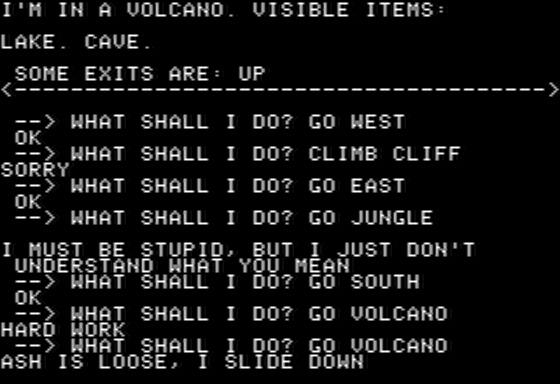 I'M IN A VOLCANO. VISIBLE ITEMS:
LAKE. CAVE.
SOME EXITS ARE: UP
<----------------------------------------->
--> WHAT SHALL I DO? GO WEST
OK
--> WHAT SHALL I DO? CLIMB CLIFF
SORRY
--> WHAT SHALL I DO? GO EAST
OK
--> WHAT SHALL I DO? GO JUNGLE
I MUST BE STUPID, BUT I JUST DON'T
UNDERSTAND WHAT YOU MEAN
--> WHAT SHALL I DO? GO SOUTH
OK
--> WHAT SHALL I DO? GO VOLCANO
HARD WORK
--> WHAT SHALL I DO? GO VOLCANO
ASH IS LOOSE, I SLIDE DOWN